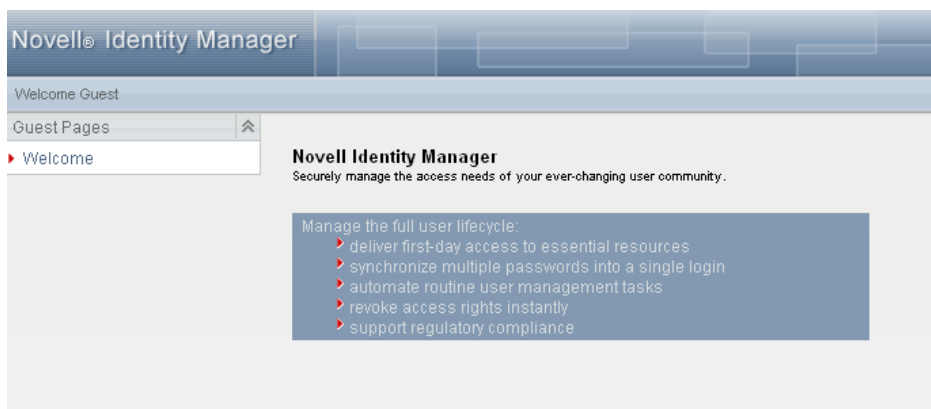 Novell® Identity Manager
Welcome Guest
Guest Pages
Welcome
Novell Identity Manager
Securely manage the access needs of your ever-changing user community.
Manage the full user lifecycle:
deliver first-day access to essential resources
synchronize multiple passwords into a single login
automate routine user management tasks
revoke access rights instantly
support regulatory compliance